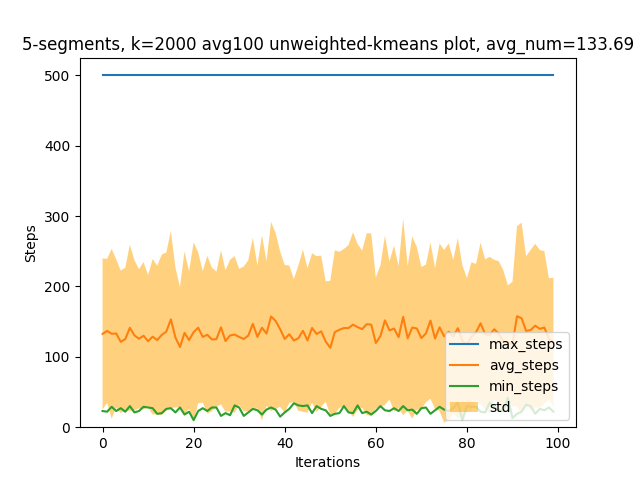 5-segments, k=2000 avg100 unweighted-kmeans plot, avg_num=133.69
500
400
300
200
100
0
Steps
0 20 40 60 80 100
Iterations
max_steps
avg_steps
min_steps
std